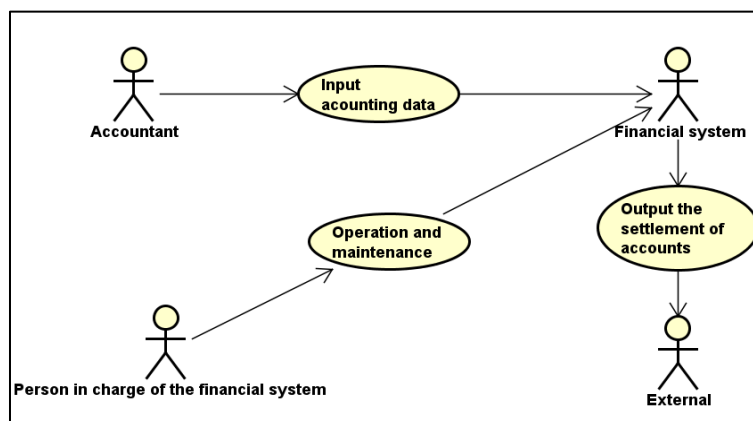 Input
acounting data
Accountant
Financial system
Operation and
maintenance
Output the
settlement of
accounts
Person in charge of the financial system
External